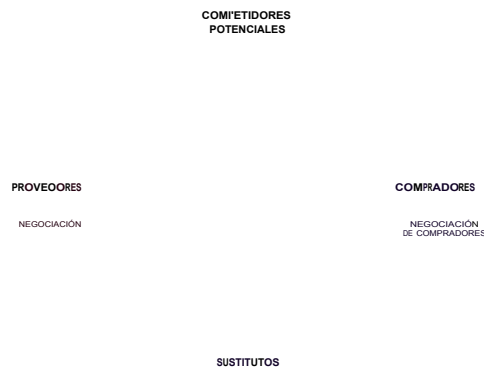 COMI'ETIDORES
POTENCIALES
PROVEOORES
COMPRADORES
NEGOCIACIÓN
NEGOCIACIÓN
DE COMPRADORES
SUSTITUTOS